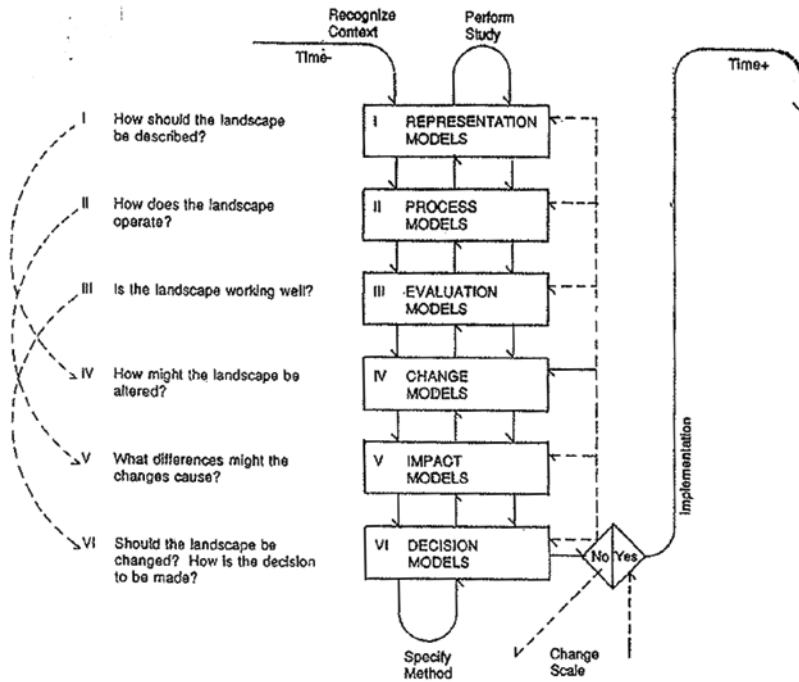 Recognize
Context
Perform
Study
Time-
Time+
I How should the landscape
be described?
I REPRESENTATION
MODELS
II How does the landscape
operate?
II PROCESS
MODELS
III Is the landscape working well?
III EVALUATION
MODELS
IV How might the landscape be
altered?
IV CHANGE
MODELS
V What differences might the
changes cause?
V IMPACT
MODELS
VI Should the landscape be
changed? How is the decision
to be made?
VI DECISION
MODELS
No Yes
Implementation
Specify
Method
Change
Scale